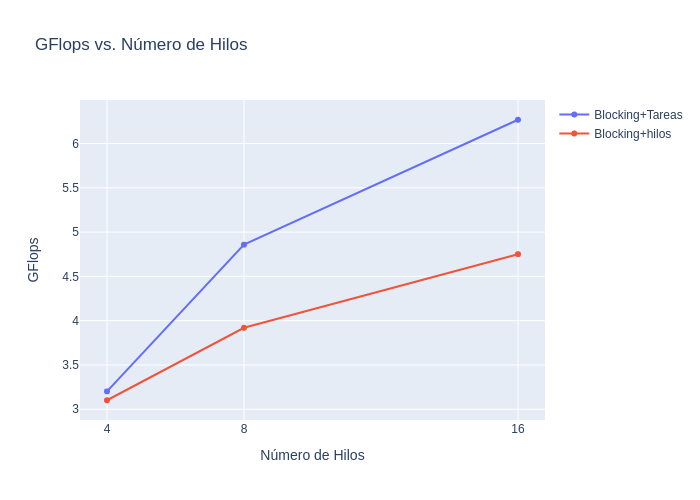 GFlops vs. Número de Hilos
Blocking+Tareas
Blocking+hilos
6
5.5
5
4.5
4
3.5
3
GFlops
4
8
16
Número de Hilos